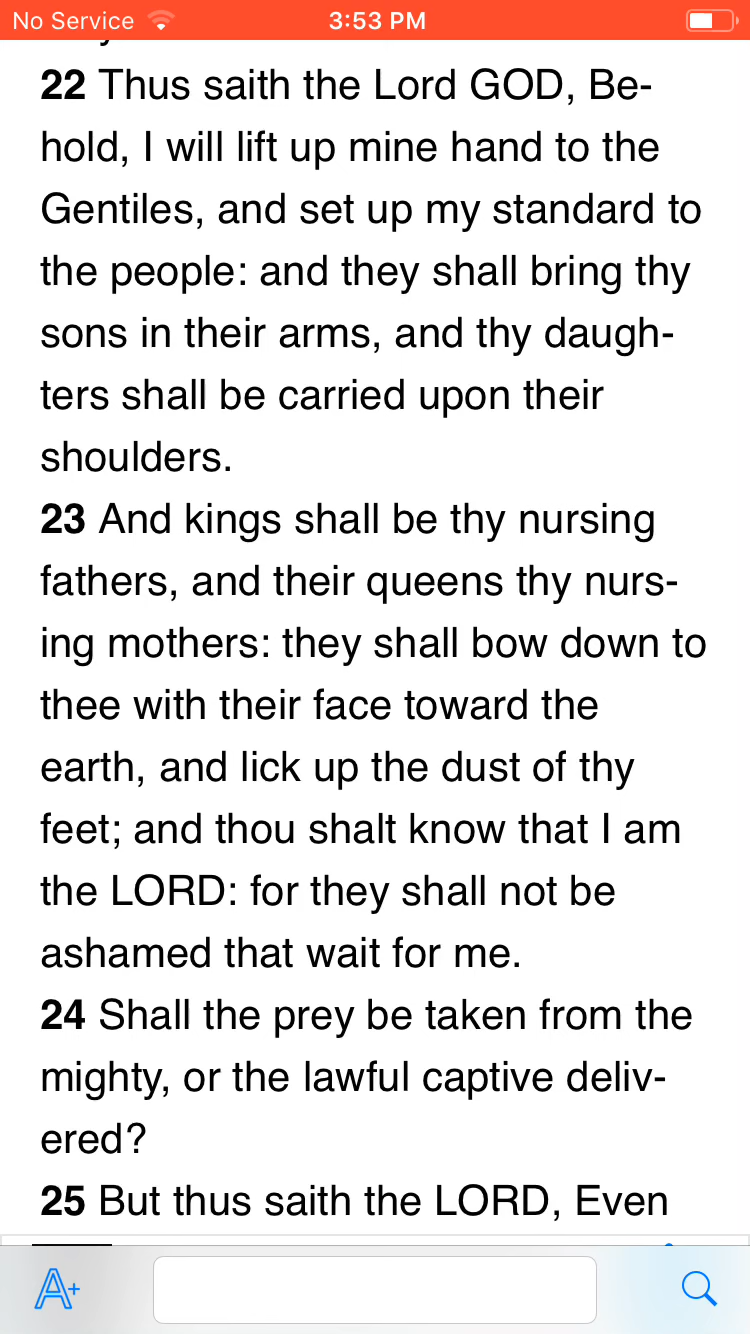 No Service 3:53 PM
22 Thus saith the Lord GOD, Be-
hold, I will lift up mine hand to the
Gentiles, and set up my standard to
the people: and they shall bring thy
sons in their arms, and thy daugh-
ters shall be carried upon their
shoulders.
23 And kings shall be thy nursing
fathers, and their queens thy nurs-
ing mothers: they shall bow down to
thee with their face toward the
earth, and lick up the dust of thy
feet; and thou shalt know that I am
the LORD: for they shall not be
ashamed that wait for me.
24 Shall the prey be taken from the
mighty, or the lawful captive deliv-
ered?
25 But thus saith the LORD, Even
A+